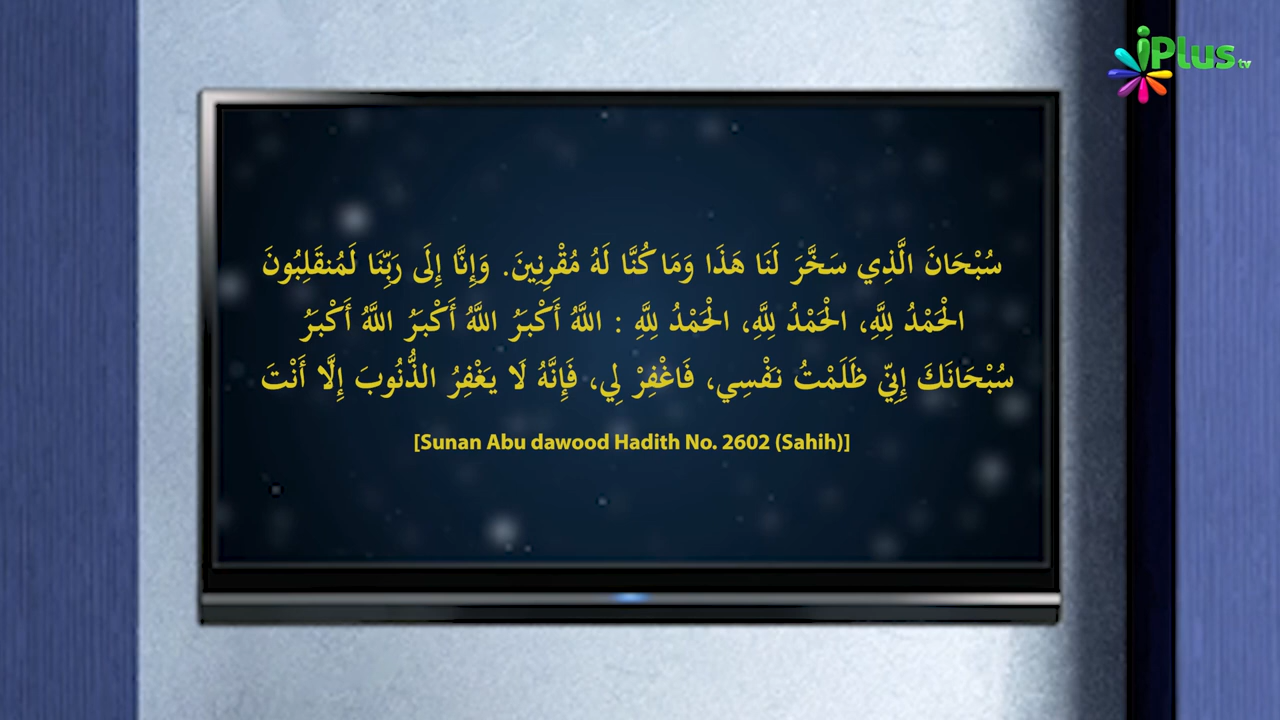 iPlus tv
سُبْحَانَ الَّذِي سَخَّرَ لَنَا هَذَا وَمَا كُنَّا لَهُ مُقْرِنِينَ. وَإِنَّا إِلَى رَبِّنَا لَمُنقَلِبُونَ
الْحَمْدُ لِلَّهِ، الْحَمْدُ لِلَّهِ، الْحَمْدُ لِلَّهِ : اللَّهُ أَكْبَرُ اللَّهُ أَكْبَرُ اللَّهُ أَكْبَرُ
سُبْحَانَكَ إِنِّي ظَلَمْتُ نَفْسِي، فَاغْفِرْ لِي، فَإِنَّهُ لَا يَغْفِرُ الذُّنُوبَ إِلَّا أَنْتَ
[Sunan Abu dawood Hadith No. 2602 (Sahih)]